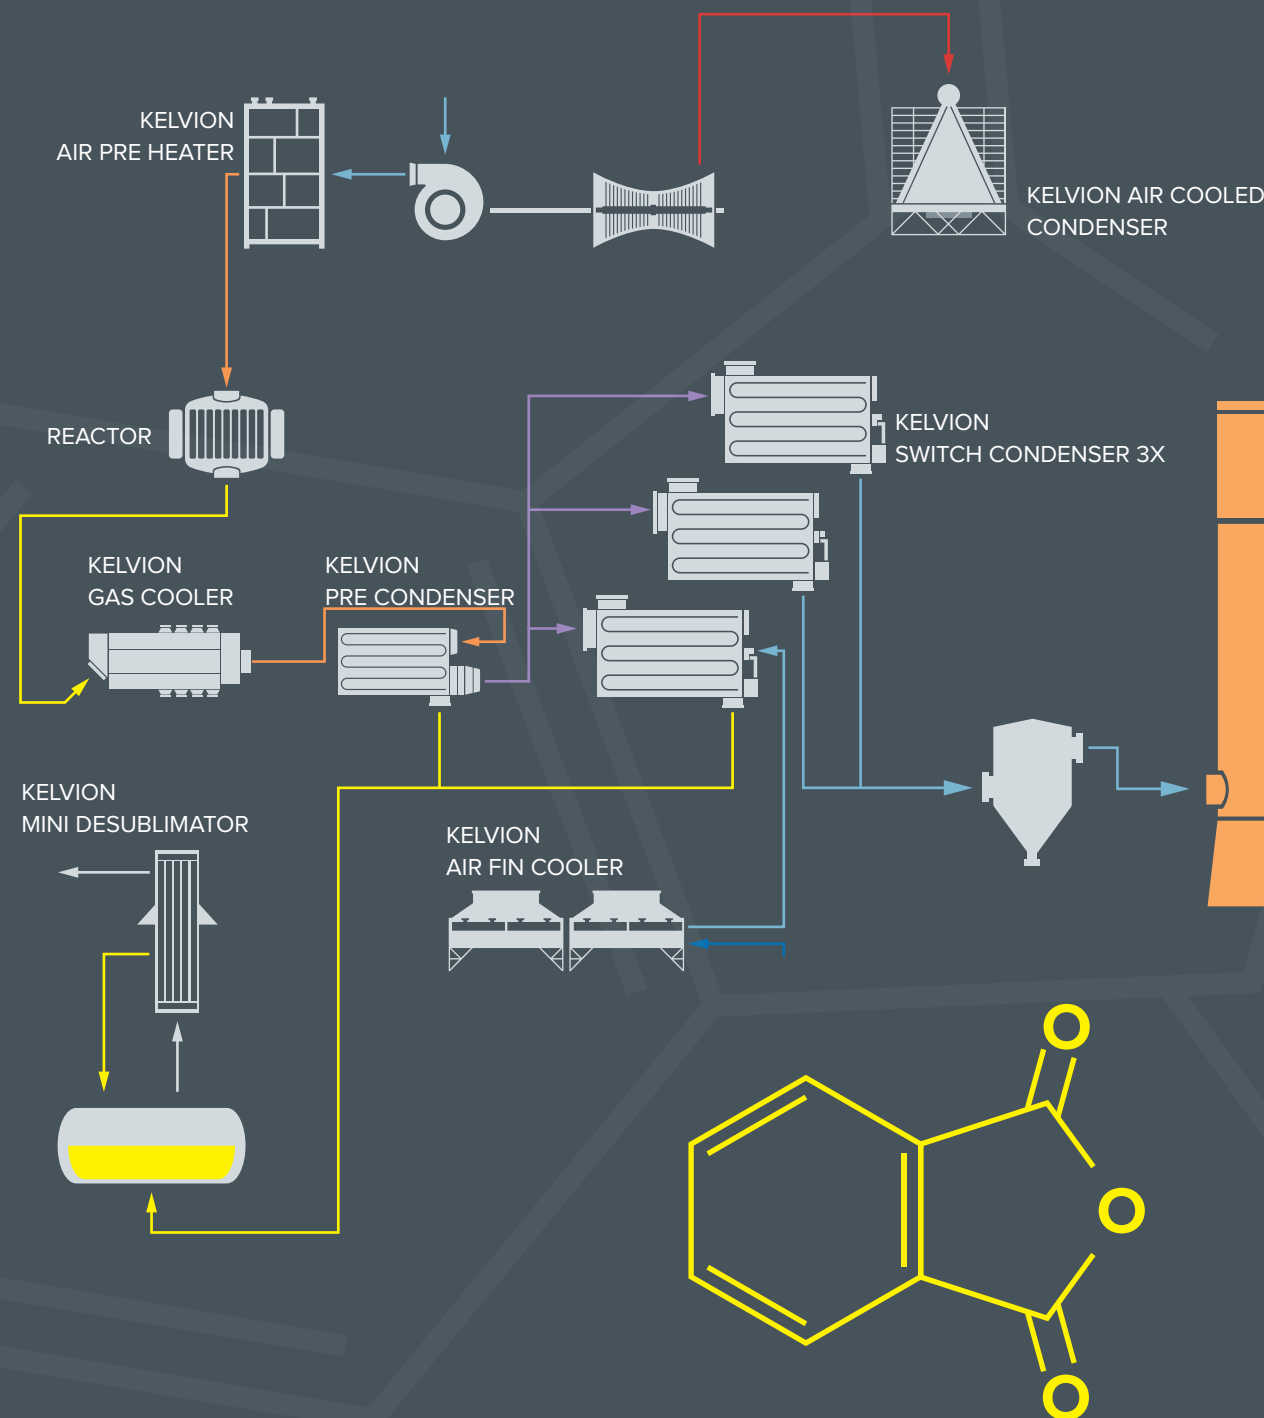 KELVION
AIR PRE HEATER
KELVION AIR COOLED
CONDENSER
REACTOR
KELVION
SWITCH CONDENSER 3X
KELVION
GAS COOLER
KELVION
PRE CONDENSER
KELVION
MINI DESUBLIMATOR
KELVION
AIR FIN COOLER
O
O
O